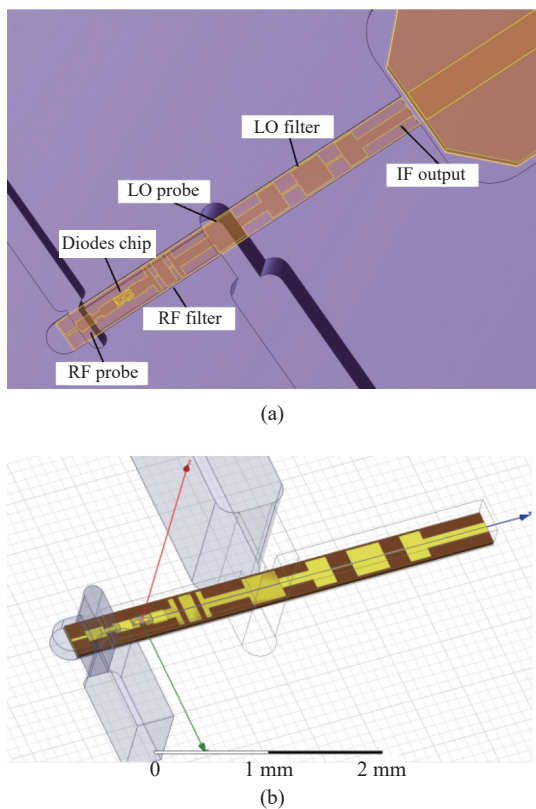 LO filter
LO probe
IF output
Diodes chip
RF filter
RF probe
(a)
0
1 mm
2 mm
(b)